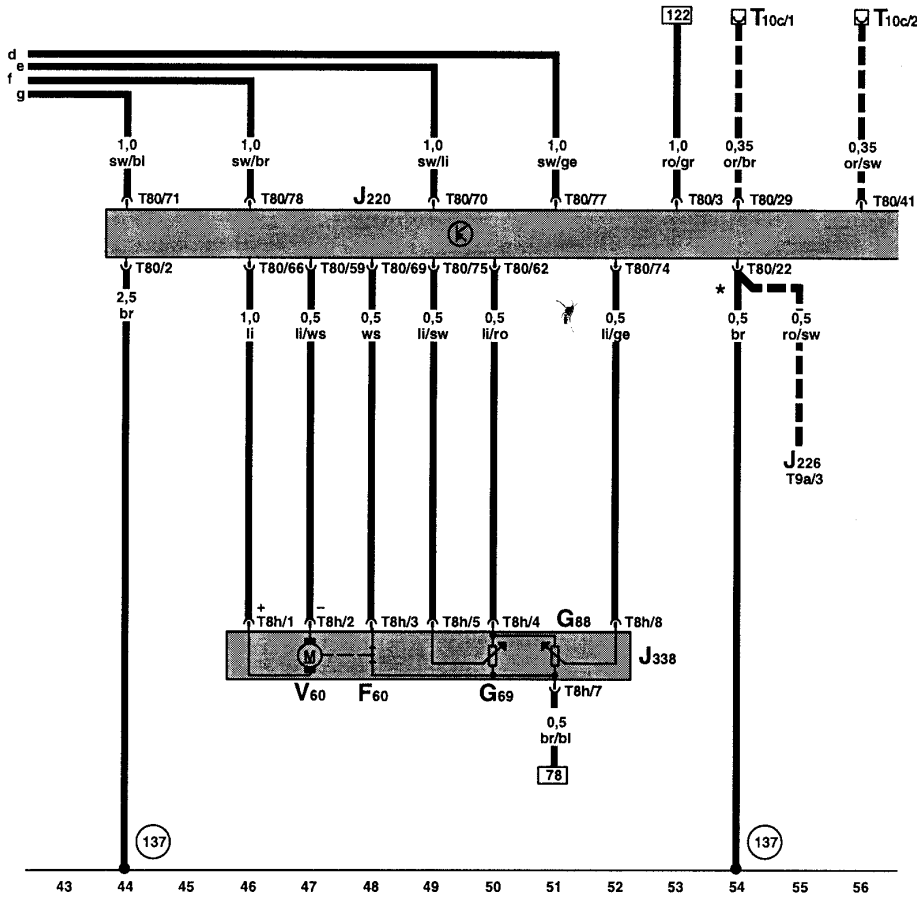 122 T10c/1 T10c/2
d
e
f
g
1,0 1,0 1,0 1,0 1,0 0,35 0,35
sw/bl sw/br sw/li sw/ge ro/gr or/br or/sw
T80/71 T80/78 J220 T80/70 T80/77 T80/3 T80/29 T80/41
T80/2 T80/66 T80/59 T80/69 T80/75 T80/62 T80/74 T80/22
*
2,5 1,0 0,5 0,5 0,5 0,5 0,5 0,5 0,5
br li li/ws ws li/sw li/ro li/ge br ro/sw
J226
T9a/3
+ −
T8h/1 T8h/2 T8h/3 T8h/5 T8h/4 G88 T8h/8
M J338
V60 F60 G69 T8h/7
0,5
br/bl
78
137 137
43 44 45 46 47 48 49 50 51 52 53 54 55 56